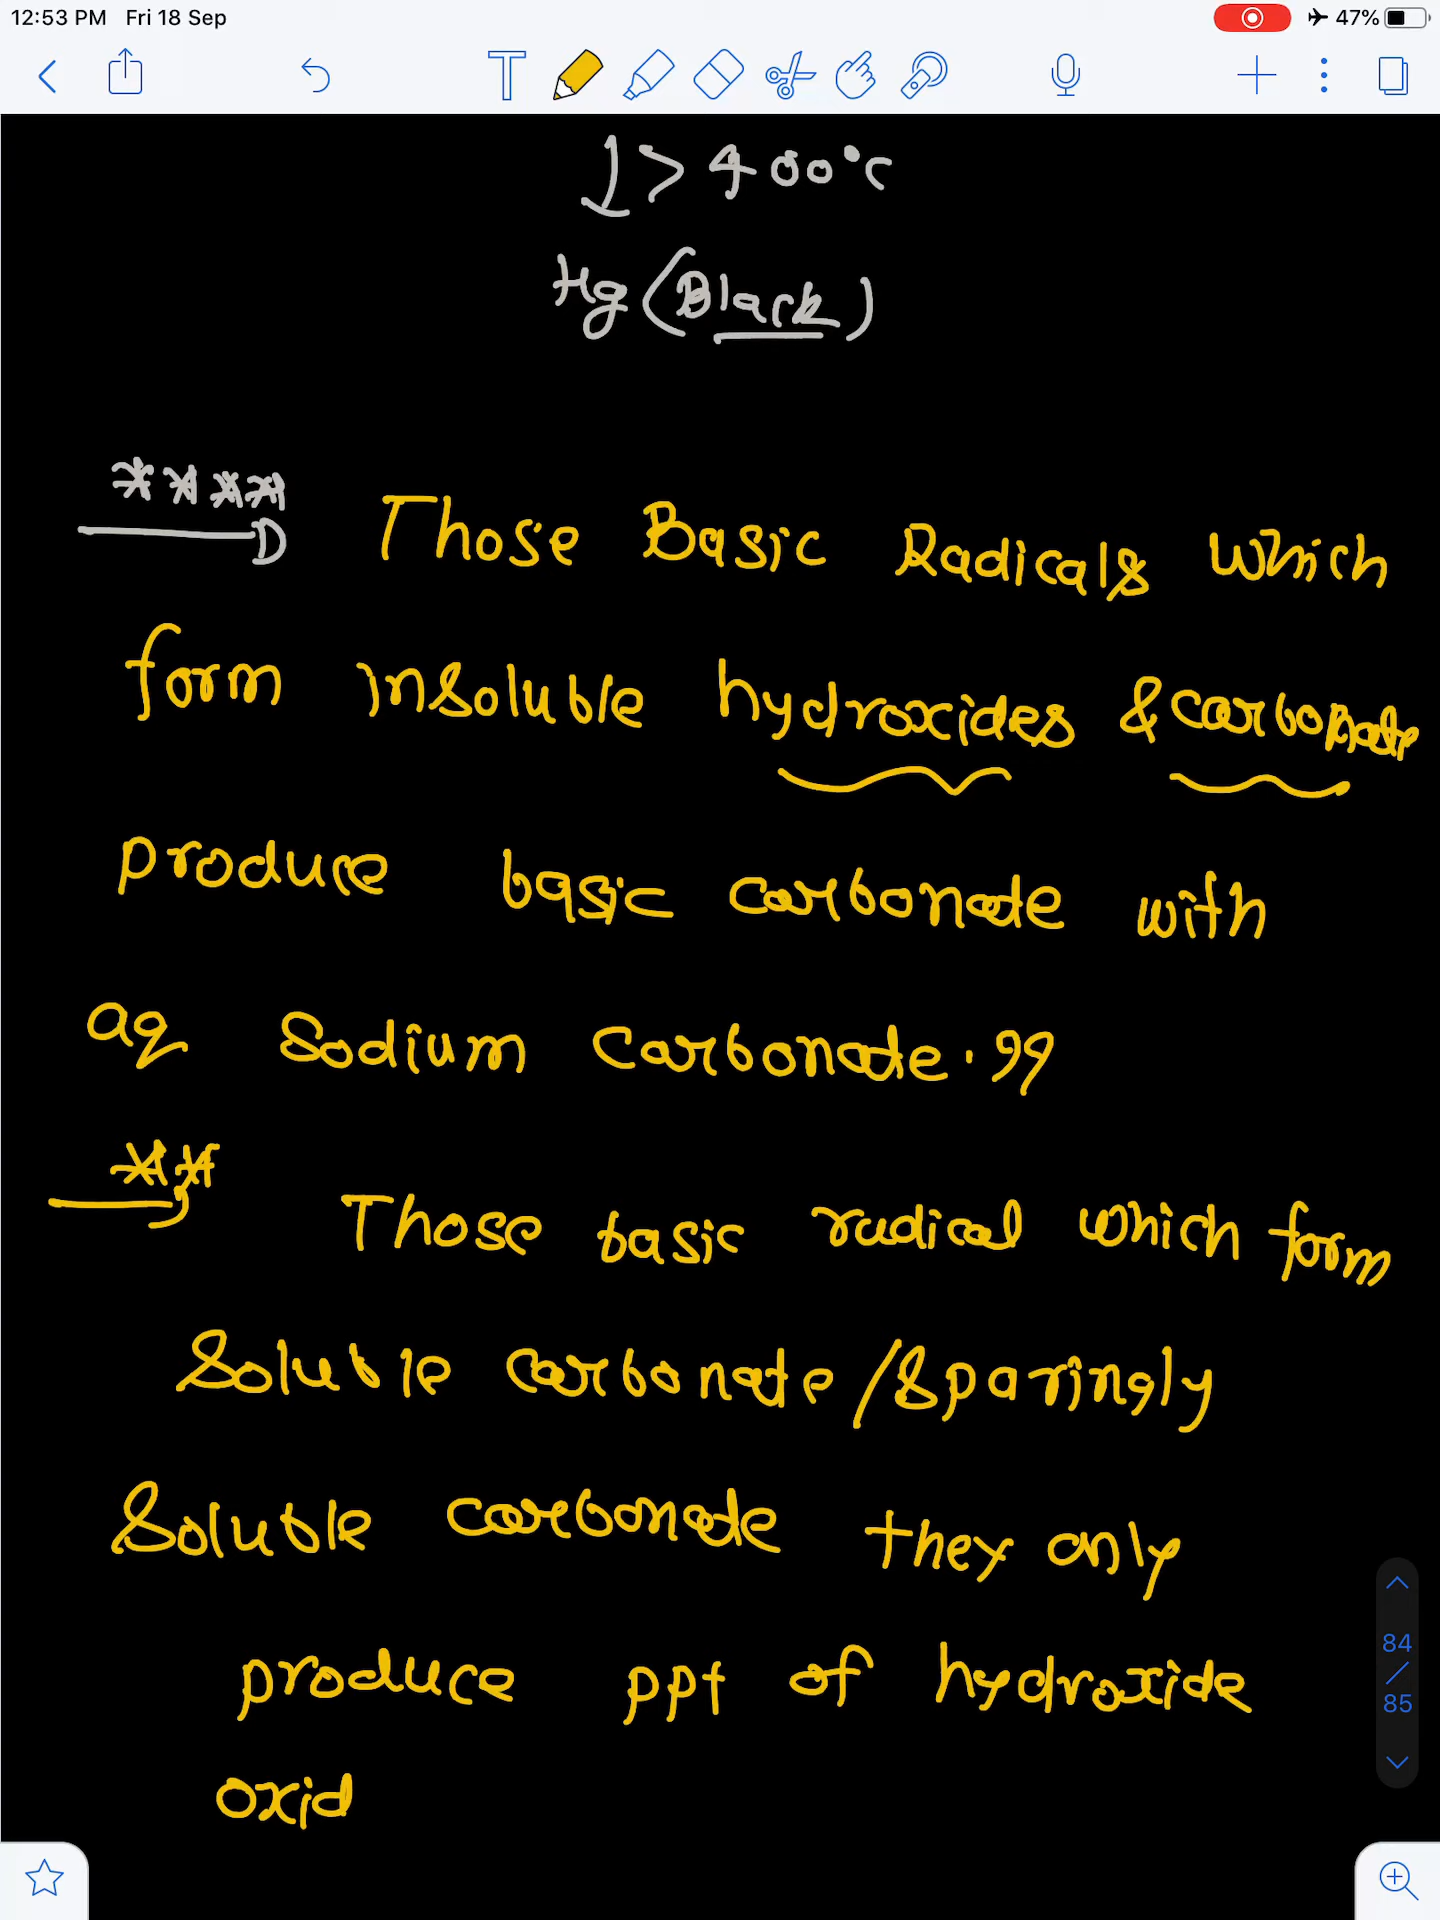 12:53 PM Fri 18 Sep 47%
T
↓ > 400°C
Hg (Black)
**** Those Basic Radicals which
form insoluble hydroxides & carbonate
produce basic carbonate with
aq Sodium Carbonate."
** Those basic radical which form
Soluble carbonate/Sparingly
Soluble carbonate they only
produce ppt of hydroxide
oxid
84
/
85